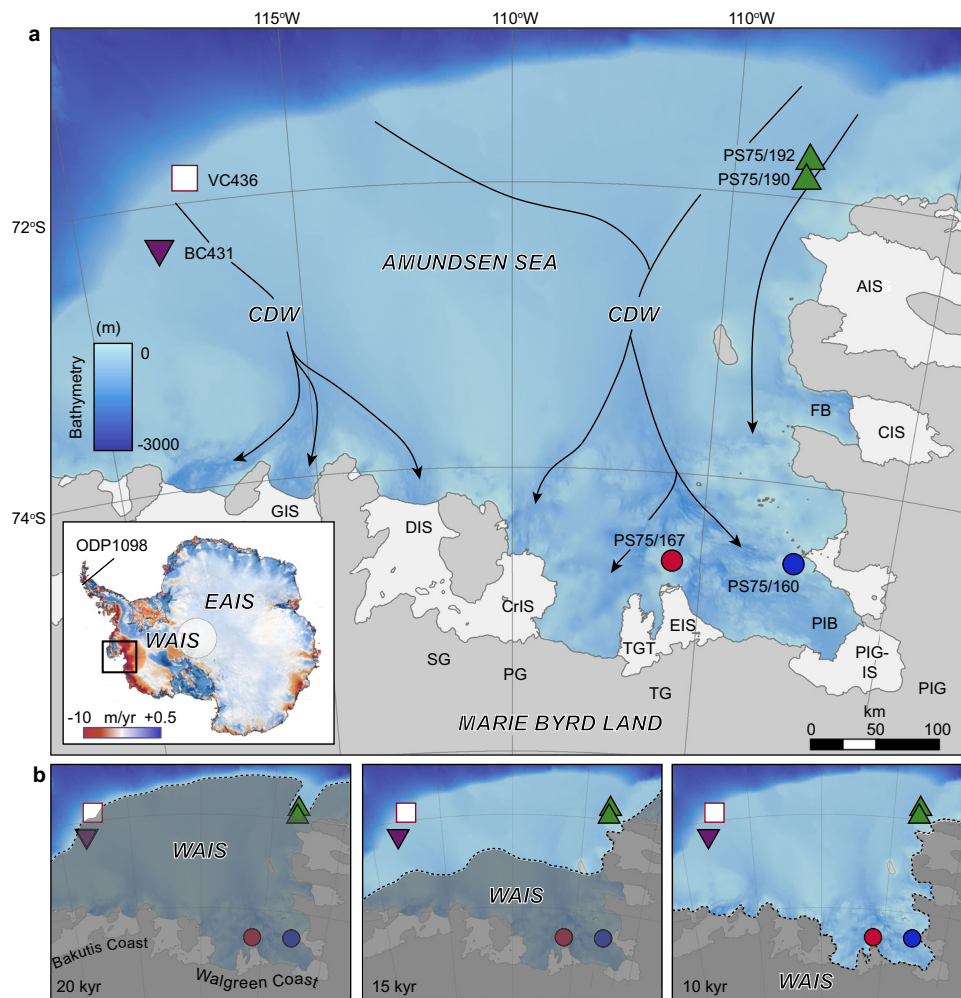 115°W 110°W 110°W
a
PS75/192
PS75/190
VC436
72°S
BC431
AMUNDSEN SEA
AIS
CDW CDW
(m)
0
Bathymetry
-3000
FB
CIS
GIS
74°S
DIS
PS75/167
ODP1098
PS75/160
EAIS
CrIS
WAIS
EIS
PIB
TGT
PIG-
IS
SG
PG
TG
PIG
-10 m/yr +0.5
MARIE BYRD LAND
km
0 50 100
b
WAIS
Bakutis Coast
Walgreen Coast
20 kyr
WAIS
15 kyr
WAIS
10 kyr